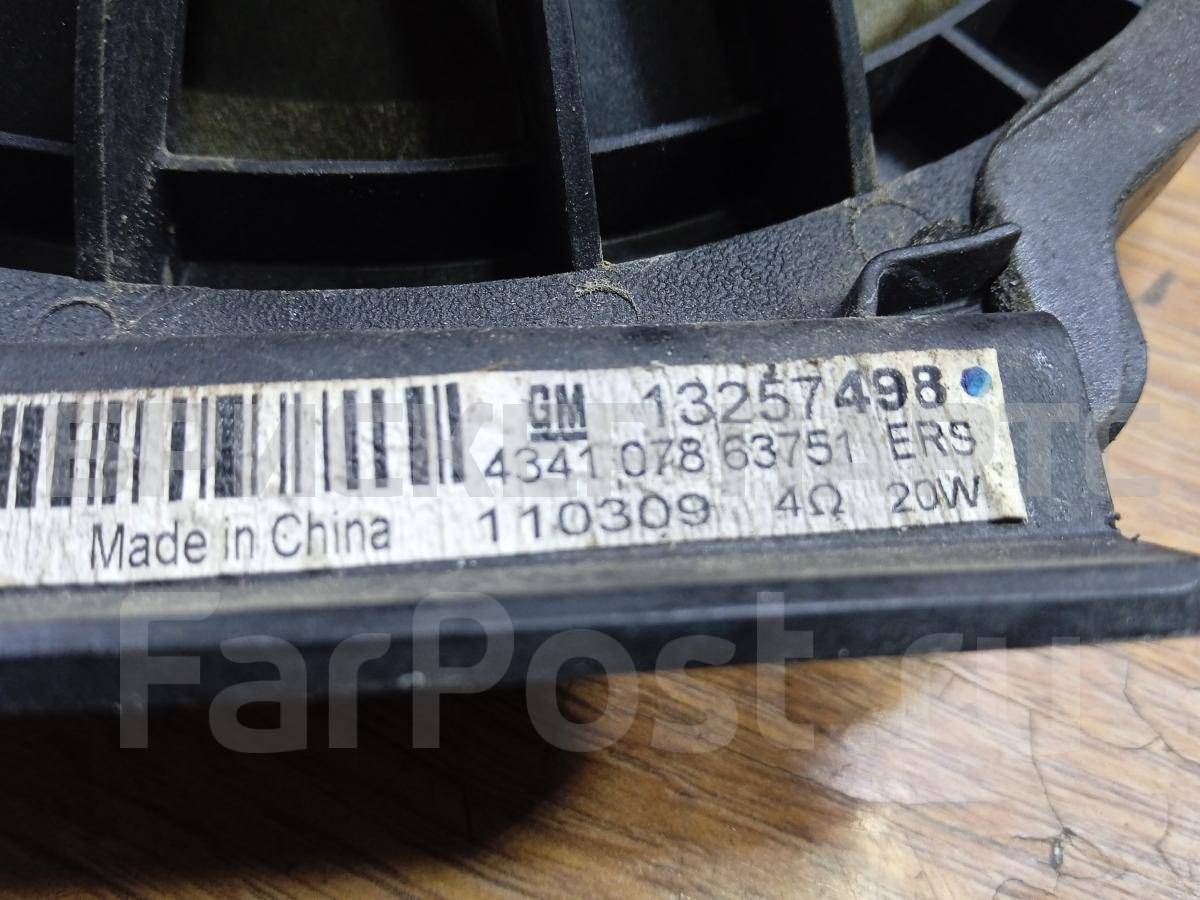 GM 13257498
4341 078 63751 ERS
Made in China 110309 4Ω 20W
FarPost.ru